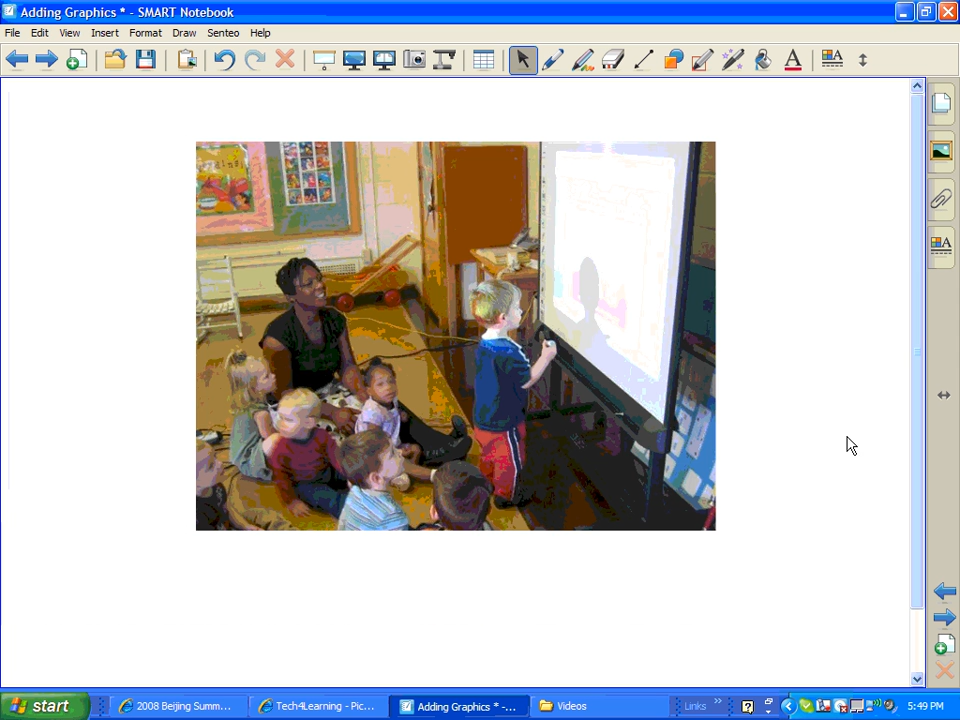 Adding Graphics * - SMART Notebook
File Edit View Insert Format Draw Senteo Help
start
2008 Beijing Summ...
Tech4Learning - Pic...
Adding Graphics * -...
Videos
Links
5:49 PM